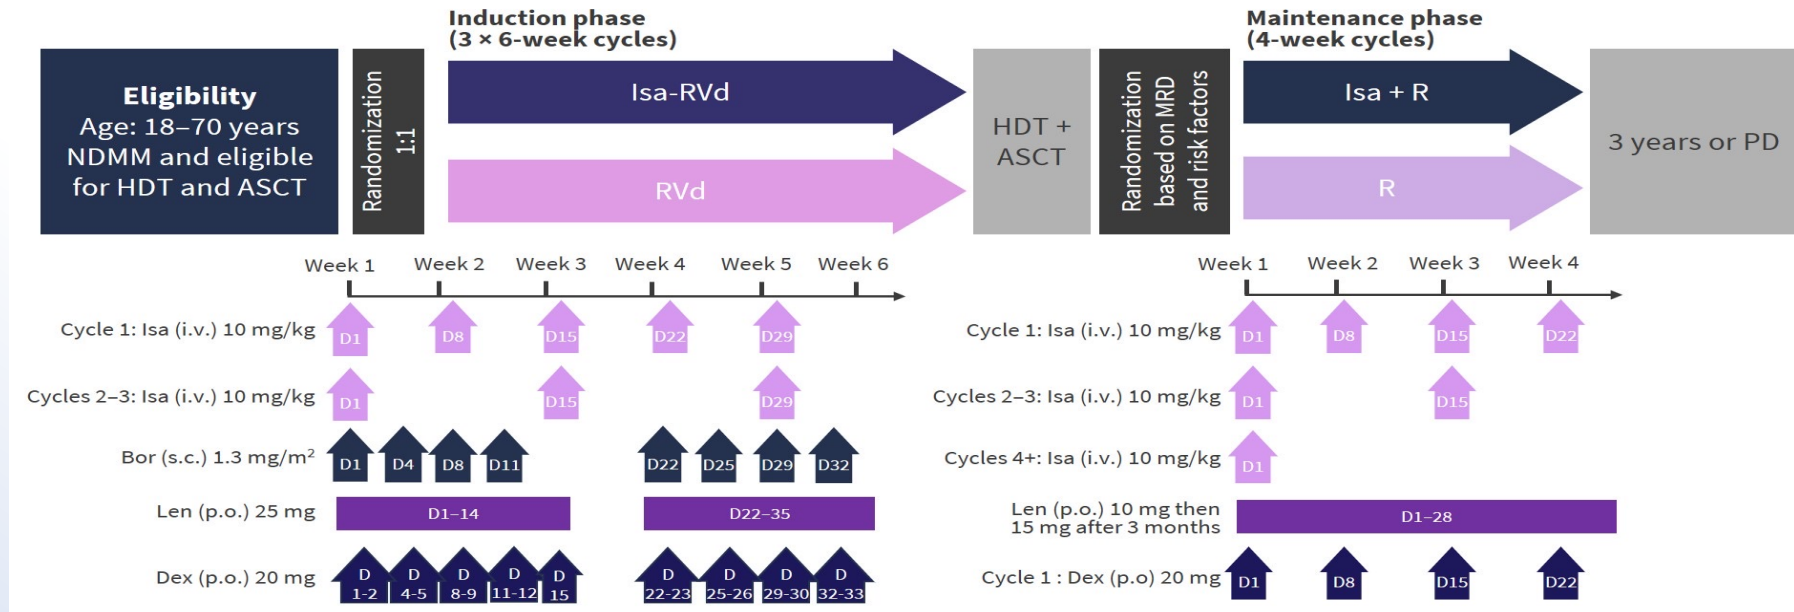 Induction phase
(3 × 6-week cycles)
Maintenance phase
(4-week cycles)
Eligibility
Age: 18–70 years
NDMM and eligible
for HDT and ASCT
Randomization
1:1
Isa-RVd
RVd
HDT +
ASCT
Randomization
based on MRD
and risk factors
Isa + R
R
3 years or PD
Week 1 Week 2 Week 3 Week 4 Week 5 Week 6
Cycle 1: Isa (i.v.) 10 mg/kg D1 D8 D15 D22 D29
Cycles 2–3: Isa (i.v.) 10 mg/kg D1 D15 D29
Bor (s.c.) 1.3 mg/m² D1 D4 D8 D11 D22 D25 D29 D32
Len (p.o.) 25 mg D1–14 D22–35
Dex (p.o.) 20 mg D 1-2 D 4-5 D 8-9 D 11-12 D 15 D 22-23 D 25-26 D 29-30 D 32-33
Week 1 Week 2 Week 3 Week 4
Cycle 1: Isa (i.v.) 10 mg/kg D1 D8 D15 D22
Cycles 2–3: Isa (i.v.) 10 mg/kg D1 D15
Cycles 4+: Isa (i.v.) 10 mg/kg D1
Len (p.o.) 10 mg then
15 mg after 3 months D1–28
Cycle 1 : Dex (p.o) 20 mg D1 D8 D15 D22